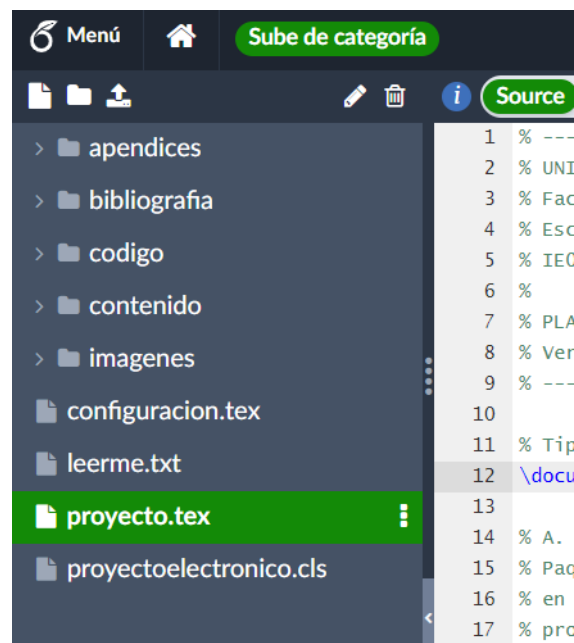 Menú
Sube de categoría
i Source
apendices
bibliografia
codigo
contenido
imagenes
configuracion.tex
leerme.txt
proyecto.tex
proyectoelectronico.cls
1 % ---
2 % UNI
3 % Fac
4 % Esc
5 % IE0
6 %
7 % PLA
8 % Ver
9 % ---
10
11 % Tip
12 \docu
13
14 % A.
15 % Paq
16 % en
17 % pro